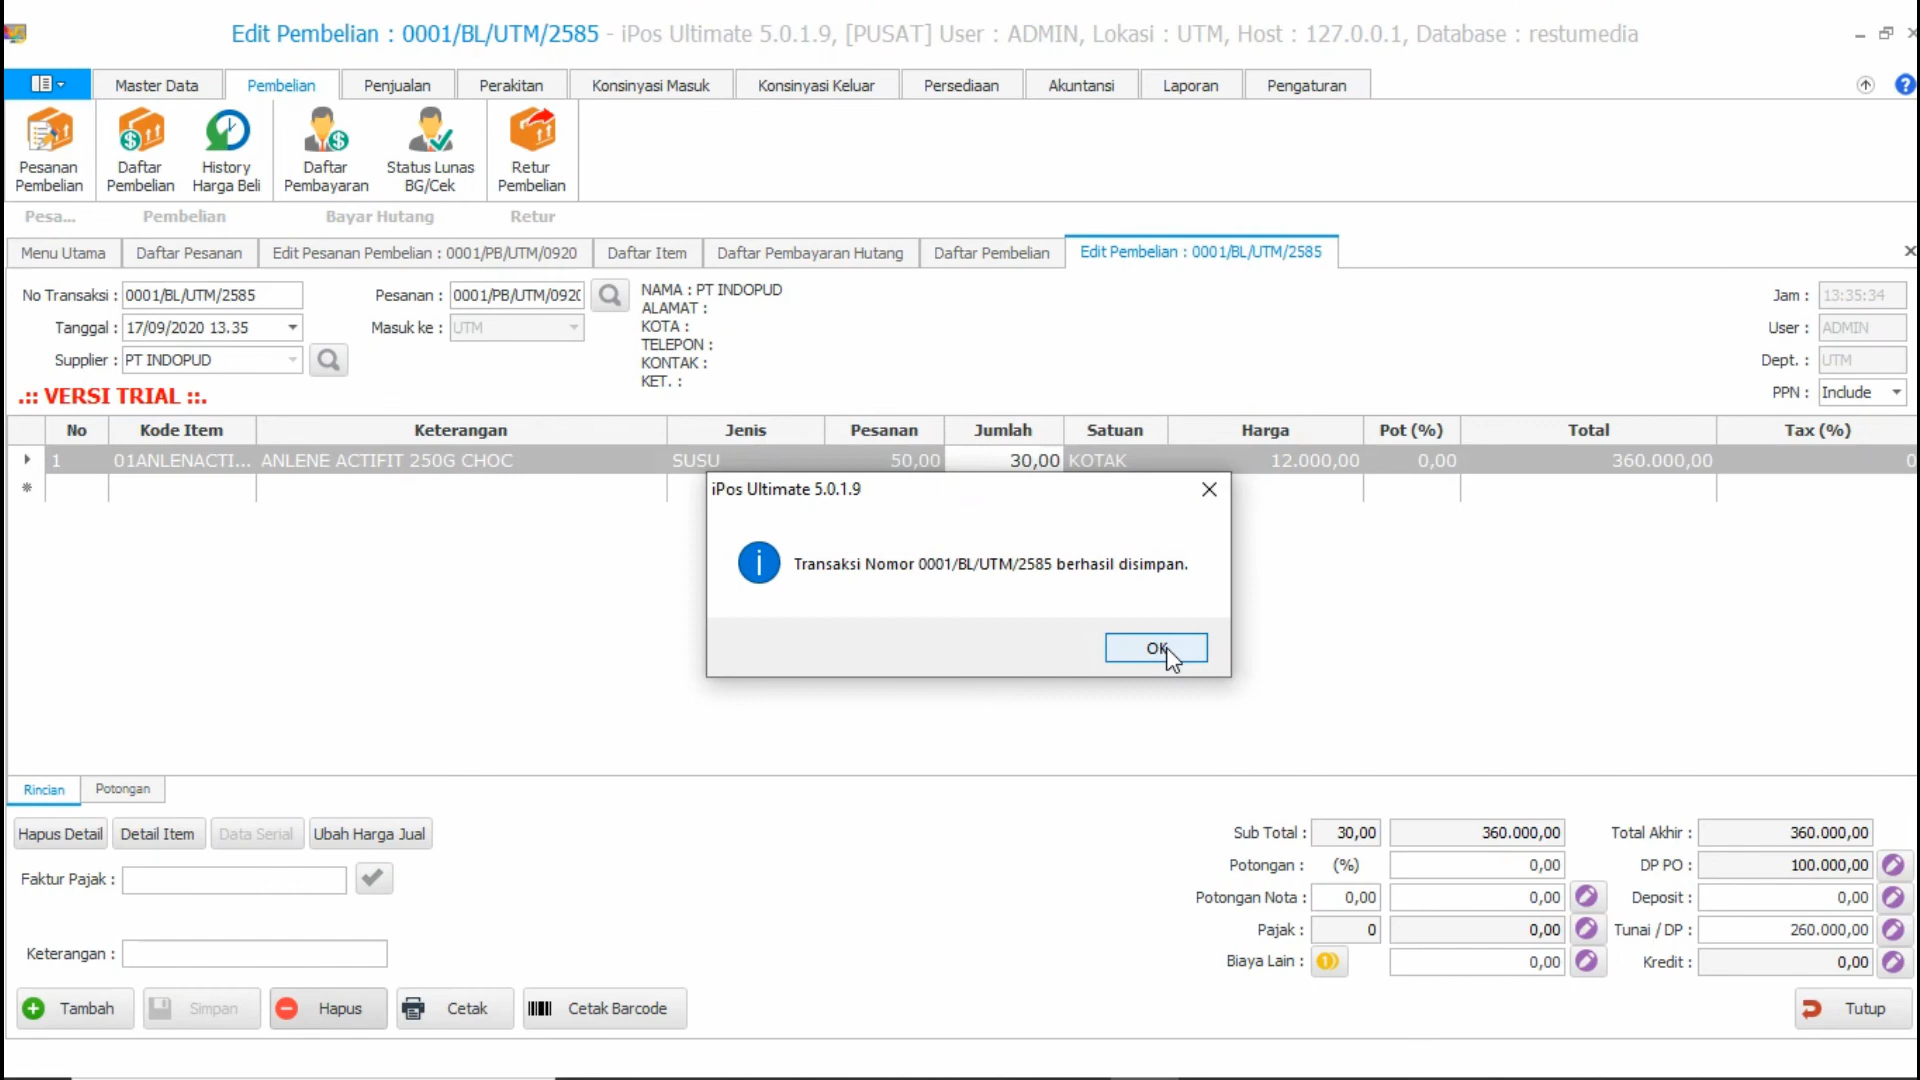 Edit Pembelian : 0001/BL/UTM/2585 - iPos Ultimate 5.0.1.9, [PUSAT] User : ADMIN, Lokasi : UTM, Host : 127.0.0.1, Database : restumedia
Master Data Pembelian Penjualan Perakitan Konsinyasi Masuk Konsinyasi Keluar Persediaan Akuntansi Laporan Pengaturan
Pesanan Pembelian
Daftar Pembelian
History Harga Beli
Daftar Pembayaran
Status Lunas BG/Cek
Retur Pembelian
Pesa... Pembelian Bayar Hutang Retur
Menu Utama Daftar Pesanan Edit Pesanan Pembelian : 0001/PB/UTM/0920 Daftar Item Daftar Pembayaran Hutang Daftar Pembelian Edit Pembelian : 0001/BL/UTM/2585
No Transaksi : 0001/BL/UTM/2585 Pesanan : 0001/PB/UTM/092( NAMA : PT INDOPUD Jam : 13:35:34
ALAMAT :
Tanggal : 17/09/2020 13.35 Masuk ke : UTM KOTA : User : ADMIN
TELEPON :
Supplier : PT INDOPUD KONTAK : Dept. : UTM
KET. :
.:: VERSI TRIAL ::. PPN : Include
No Kode Item Keterangan Jenis Pesanan Jumlah Satuan Harga Pot (%) Total Tax (%)
1 01ANLENACTI... ANLENE ACTIFIT 250G CHOC SUSU 50,00 30,00 KOTAK 12.000,00 0,00 360.000,00 0
iPos Ultimate 5.0.1.9
Transaksi Nomor 0001/BL/UTM/2585 berhasil disimpan.
OK
Rincian Potongan
Hapus Detail Detail Item Data Serial Ubah Harga Jual Sub Total : 30,00 360.000,00 Total Akhir : 360.000,00
Potongan : (%) 0,00 DP PO : 100.000,00
Faktur Pajak :
Potongan Nota : 0,00 0,00 Deposit : 0,00
Pajak : 0 0,00 Tunai / DP : 260.000,00
Keterangan : Biaya Lain : 0,00 Kredit : 0,00
Tambah Simpan Hapus Cetak Cetak Barcode Tutup